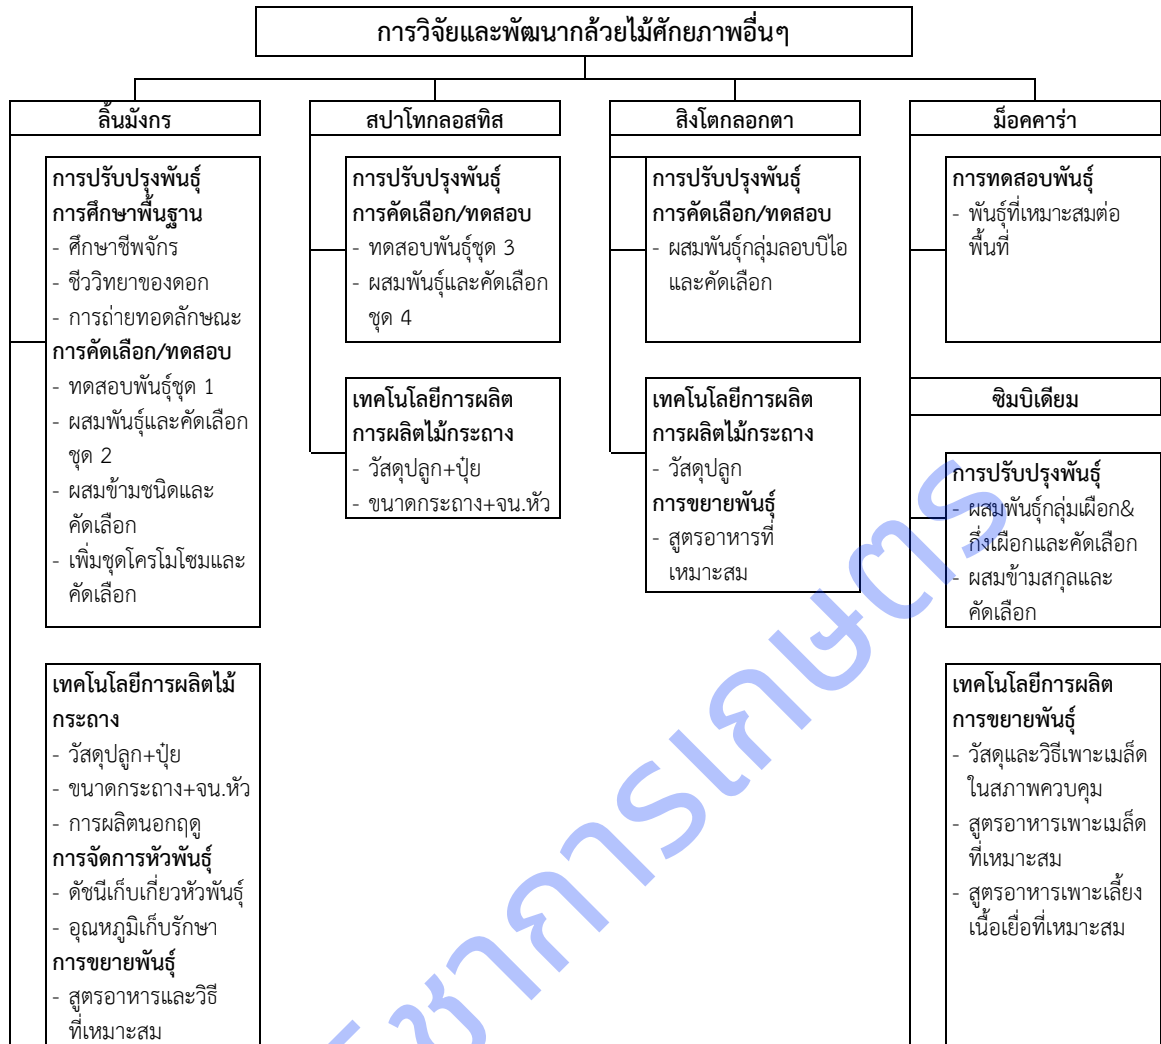 การวิจัยและพัฒนากล้วยไม้ศักยภาพอื่นๆ
ลิ้นมังกร
การปรับปรุงพันธุ์
การศึกษาพื้นฐาน
- ศึกษาชีพจักร
- ชีววิทยาของดอก
- การถ่ายทอดลักษณะ
การคัดเลือก/ทดสอบ
- ทดสอบพันธุ์ชุด 1
- ผสมพันธุ์และคัดเลือก
ชุด 2
- ผสมข้ามชนิดและ
คัดเลือก
- เพิ่มชุดโครโมโซมและ
คัดเลือก
เทคโนโลยีการผลิตไม้
กระถาง
- วัสดุปลูก+ปุ๋ย
- ขนาดกระถาง+จน.หัว
- การผลิตนอกฤดู
การจัดการหัวพันธุ์
- ดัชนีเก็บเกี่ยวหัวพันธุ์
- อุณหภูมิเก็บรักษา
การขยายพันธุ์
- สูตรอาหารและวิธี
ที่เหมาะสม
สปาโทกลอสทิส
การปรับปรุงพันธุ์
การคัดเลือก/ทดสอบ
- ทดสอบพันธุ์ชุด 3
- ผสมพันธุ์และคัดเลือก
ชุด 4
เทคโนโลยีการผลิต
การผลิตไม้กระถาง
- วัสดุปลูก+ปุ๋ย
- ขนาดกระถาง+จน.หัว
สิงโตกลอกตา
การปรับปรุงพันธุ์
การคัดเลือก/ทดสอบ
- ผสมพันธุ์กลุ่มลอบบิไอ
และคัดเลือก
เทคโนโลยีการผลิต
การผลิตไม้กระถาง
- วัสดุปลูก
การขยายพันธุ์
- สูตรอาหารที่
เหมาะสม
ม็อคคาร่า
การทดสอบพันธุ์
- พันธุ์ที่เหมาะสมต่อ
พื้นที่
ซิมบิเดียม
การปรับปรุงพันธุ์
- ผสมพันธุ์กลุ่มเผือก&
กึ่งเผือกและคัดเลือก
- ผสมข้ามสกุลและ
คัดเลือก
เทคโนโลยีการผลิต
การขยายพันธุ์
- วัสดุและวิธีเพาะเมล็ด
ในสภาพควบคุม
- สูตรอาหารเพาะเมล็ด
ที่เหมาะสม
- สูตรอาหารเพาะเลี้ยง
เนื้อเยื่อที่เหมาะสม